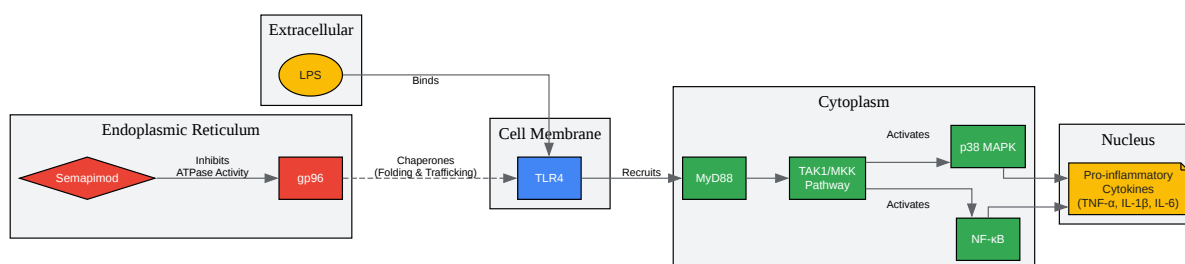 Extracellular
LPS
Binds
Endoplasmic Reticulum
Semapimod
Inhibits
ATPase Activity
gp96
Chaperones
(Folding & Trafficking)
Cell Membrane
TLR4
Recruits
Cytoplasm
MyD88
TAK1/MKK
Pathway
Activates
Activates
p38 MAPK
NF-κB
Nucleus
Pro-inflammatory
Cytokines
(TNF-α, IL-1β, IL-6)